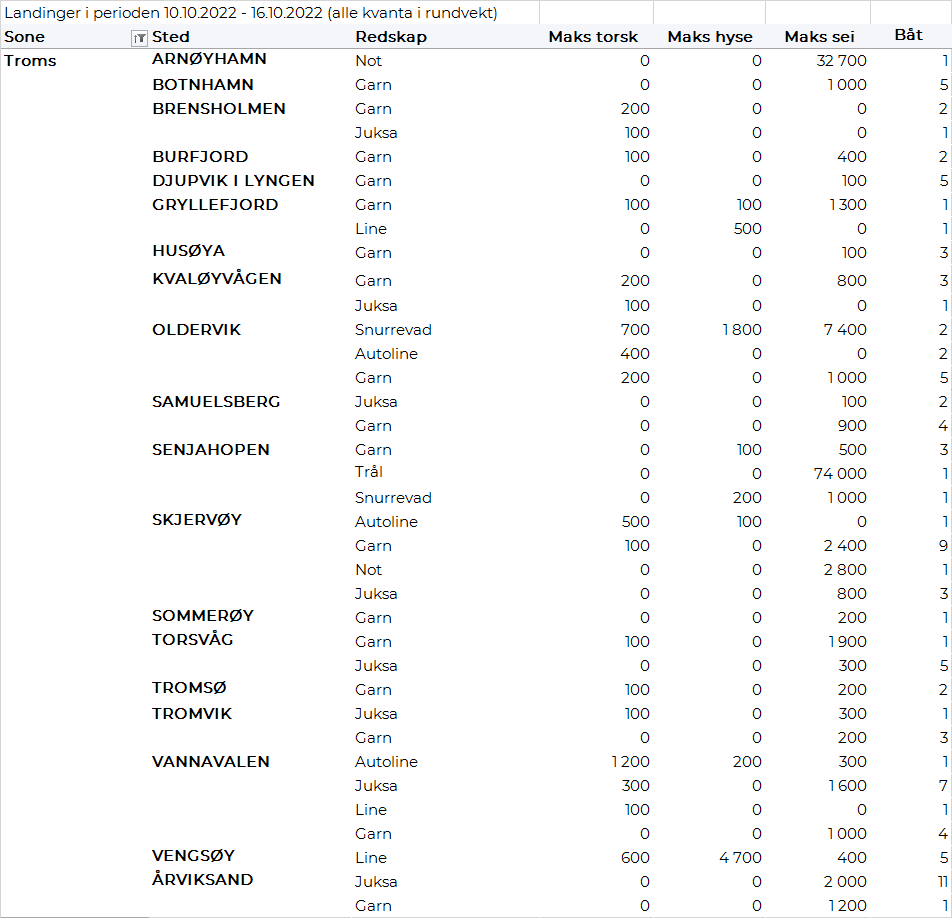 Landinger i perioden 10.10.2022 - 16.10.2022 (alle kvanta i rundvekt)
Sone Sted Redskap Maks torsk Maks hyse Maks sei Båt
Troms ARNØYHAMN Not 0 0 32 700 1
BOTNHAMN Garn 0 0 1 000 5
BRENSHOLMEN Garn 200 0 0 2
Juksa 100 0 0 1
BURFJORD Garn 100 0 400 2
DJUPVIK I LYNGEN Garn 0 0 100 5
GRYLLEFJORD Garn 100 100 1 300 1
Line 0 500 0 1
HUSØYA Garn 0 0 100 3
KVALØYVÅGEN Garn 200 0 800 3
Juksa 100 0 0 1
OLDERVIK Snurrevad 700 1 800 7 400 2
Autoline 400 0 0 2
Garn 200 0 1 000 5
SAMUELSBERG Juksa 0 0 100 2
Garn 0 0 900 4
SENJAHOPEN Garn 0 100 500 3
Trål 0 0 74 000 1
Snurrevad 0 200 1 000 1
SKJERVØY Autoline 500 100 0 1
Garn 100 0 2 400 9
Not 0 0 2 800 1
Juksa 0 0 800 3
SOMMERØY Garn 0 0 200 1
TORSVÅG Garn 100 0 1 900 1
Juksa 0 0 300 5
TROMSØ Garn 100 0 200 2
TROMVIK Juksa 100 0 300 1
Garn 0 0 200 3
VANNAVALEN Autoline 1 200 200 300 1
Juksa 300 0 1 600 7
Line 100 0 0 1
Garn 0 0 1 000 4
VENGSØY Line 600 4 700 400 5
ÅRVIKSAND Juksa 0 0 2 000 11
Garn 0 0 1 200 1